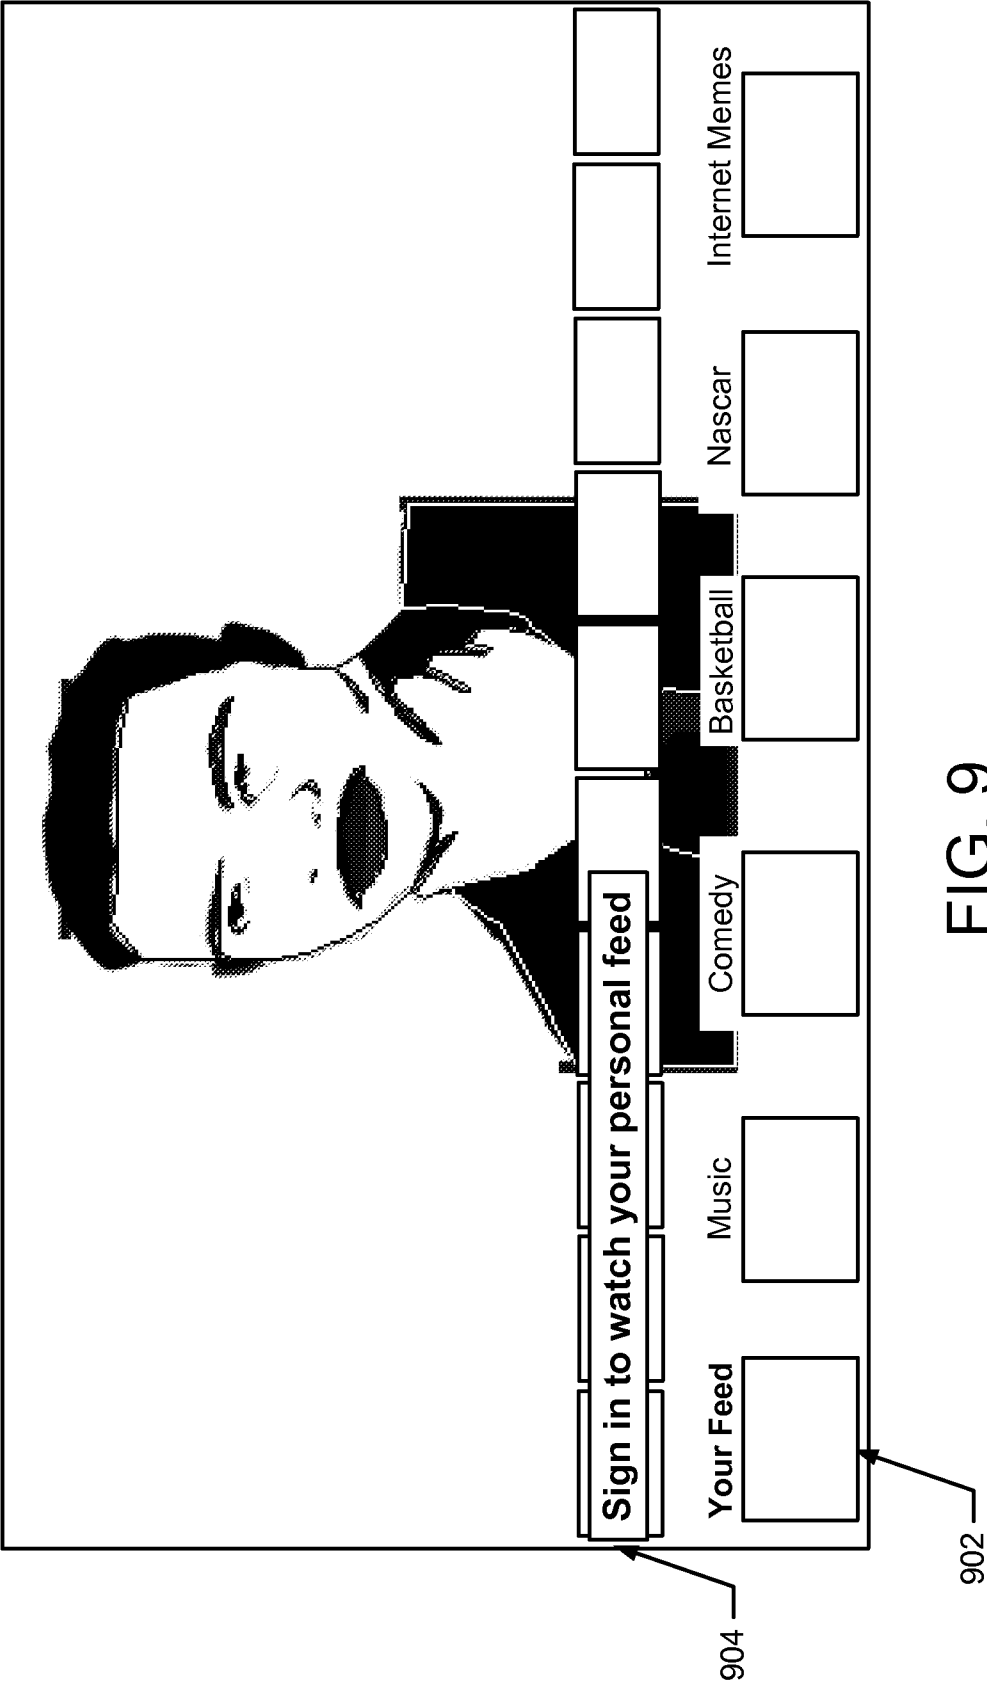 904
Sign in to watch your personal feed
Your Feed
Music
Comedy
Basketball
Nascar
Internet Memes
902
FIG. 9